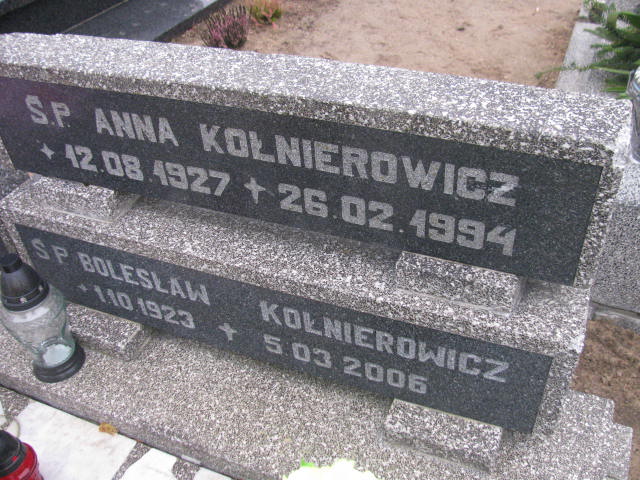 Ś.P. ANNA KOŁNIEROWICZ
+12.08.1927 +26.02.1994
Ś P BOLESŁAW KOŁNIEROWICZ
+1.10.1923 + 5.03.2006